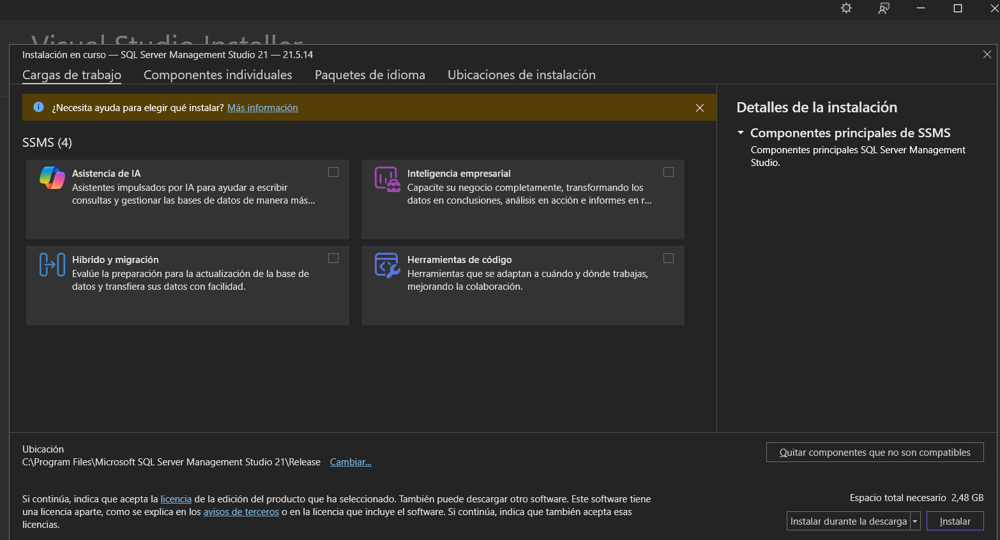 Visual Studio Installer
Instalación en curso — SQL Server Management Studio 21 — 21.5.14
Cargas de trabajo
Componentes individuales
Paquetes de idioma
Ubicaciones de instalación
¿Necesita ayuda para elegir qué instalar? Más información
SSMS (4)
Asistencia de IA
Asistentes impulsados por IA para ayudar a escribir
consultas y gestionar las bases de datos de manera más...
Inteligencia empresarial
Capacite su negocio completamente, transformando los
datos en conclusiones, análisis en acción e informes en r...
Híbrido y migración
Evalúe la preparación para la actualización de la base de
datos y transfiera sus datos con facilidad.
Herramientas de código
Herramientas que se adaptan a cuándo y dónde trabajas,
mejorando la colaboración.
Detalles de la instalación
Componentes principales de SSMS
Componentes principales SQL Server Management
Studio.
Ubicación
C:\Program Files\Microsoft SQL Server Management Studio 21\Release Cambiar...
Quitar componentes que no son compatibles
Si continúa, indica que acepta la licencia de la edición del producto que ha seleccionado. También puede descargar otro software. Este software tiene
una licencia aparte, como se explica en los avisos de terceros o en la licencia que incluye el software. Si continúa, indica que también acepta esas
licencias.
Espacio total necesario 2,48 GB
Instalar durante la descarga
Instalar